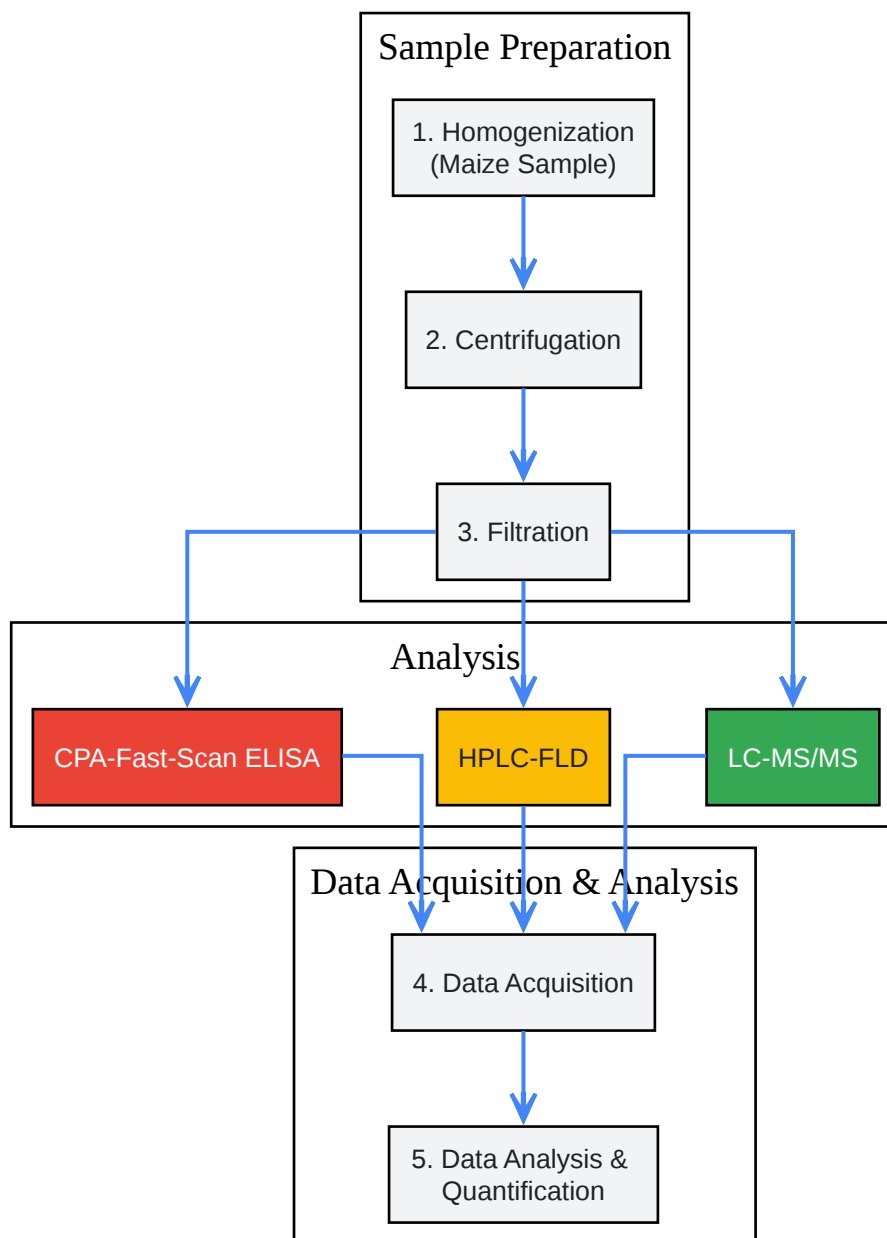 Sample Preparation
1. Homogenization
(Maize Sample)
2. Centrifugation
3. Filtration
Analysis
CPA-Fast-Scan ELISA
HPLC-FLD
LC-MS/MS
Data Acquisition & Analysis
4. Data Acquisition
5. Data Analysis &
Quantification